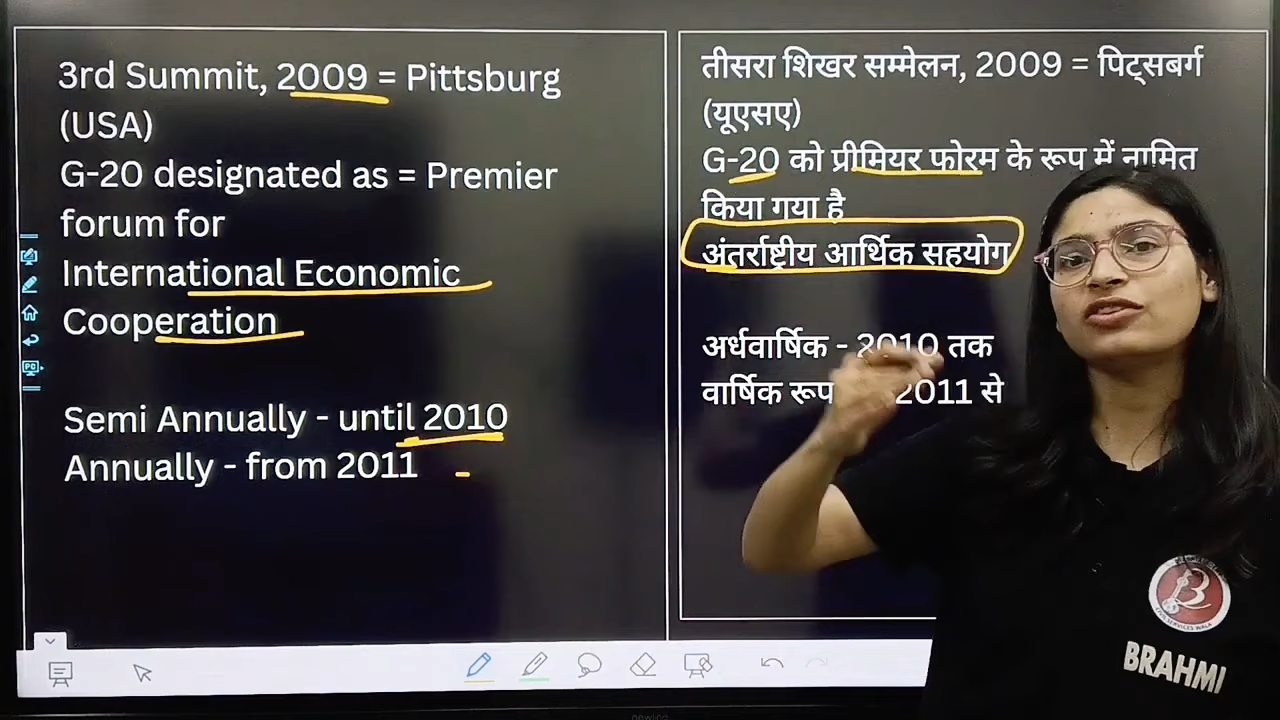 3rd Summit, 2009 = Pittsburg
(USA)
G-20 designated as = Premier
forum for
International Economic
Cooperation
Semi Annually - until 2010
Annually - from 2011
तीसरा शिखर सम्मेलन, 2009 = पिट्सबर्ग
(यूएसए)
G-20 को प्रीमियर फोरम के रूप में नामित
किया गया है
अंतर्राष्ट्रीय आर्थिक सहयोग
अर्धवार्षिक - 2010 तक
वार्षिक रूप 2011 से
BRAHMI